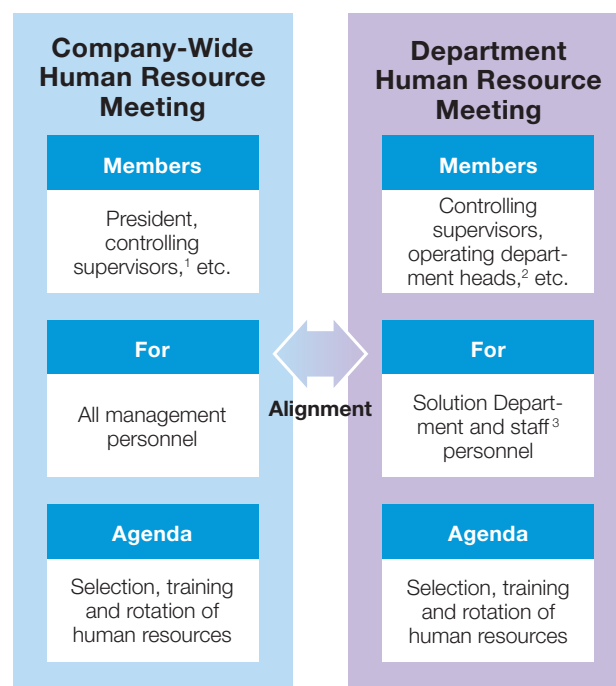 Company-Wide
Human Resource
Meeting
Members
President,
controlling
supervisors,¹ etc.
For
All management
personnel
Agenda
Selection, training
and rotation of
human resources
Alignment
Department
Human Resource
Meeting
Members
Controlling
supervisors,
operating depart-
ment heads,² etc.
For
Solution Depart-
ment and staff³
personnel
Agenda
Selection, training
and rotation of
human resources